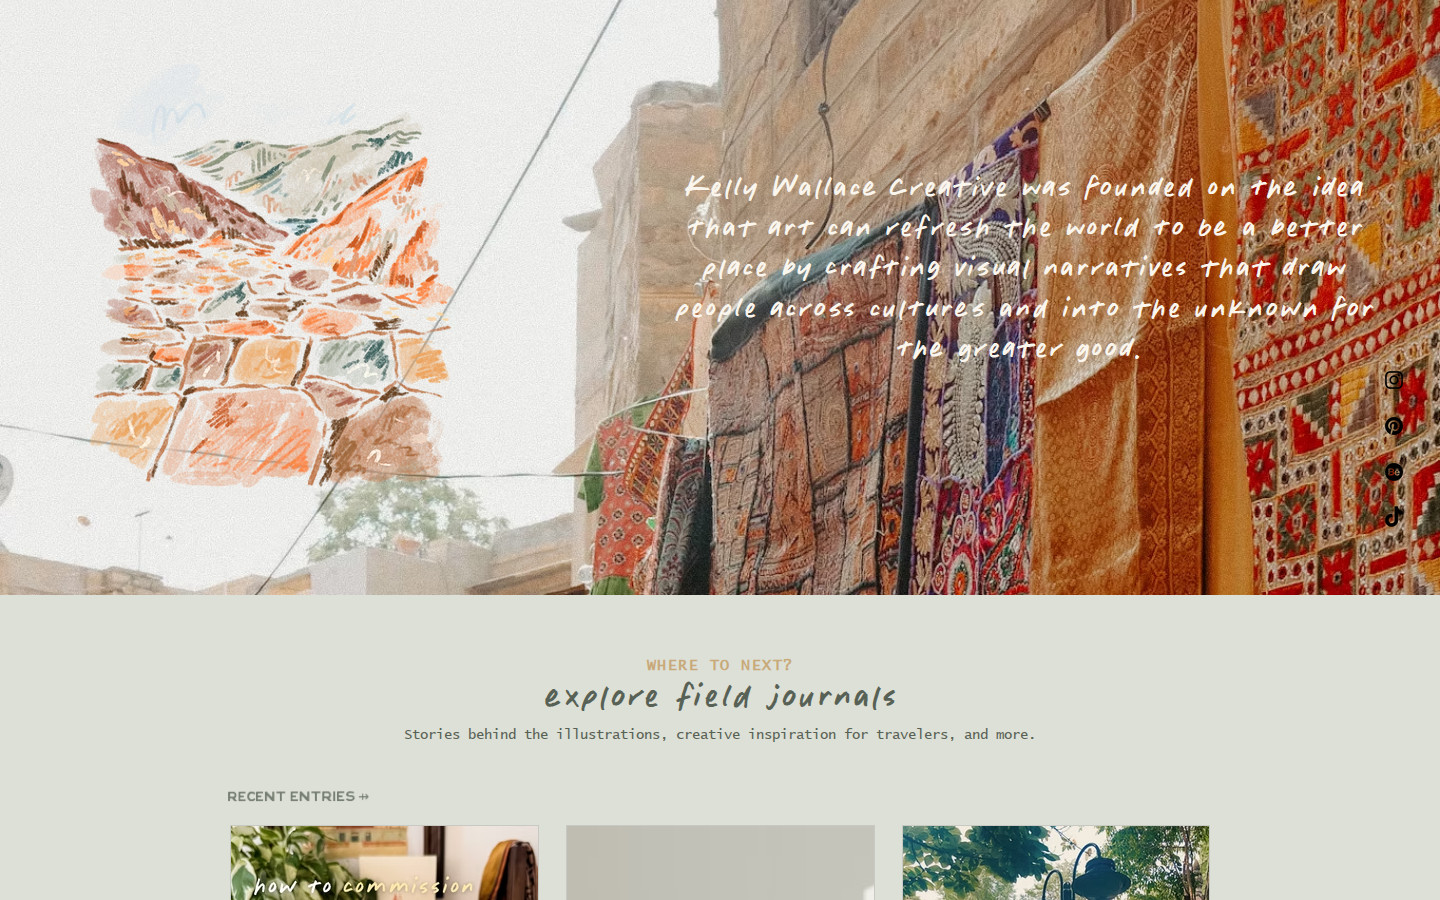 Kelly Wallace Creative was founded on the idea
that art can refresh the world to be a better
place by crafting visual narratives that draw
people across cultures and into the unknown for
the greater good.
Bē
WHERE TO NEXT?
explore field journals
Stories behind the illustrations, creative inspiration for travelers, and more.
RECENT ENTRIES ⇸
how to commission